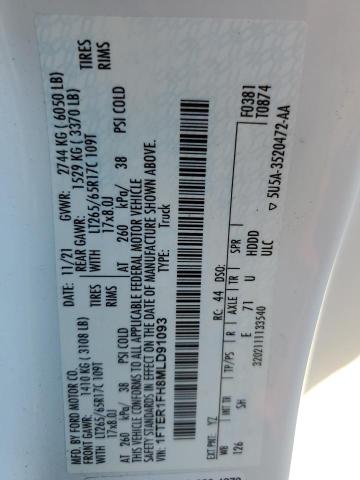 MFD. BY FORD MOTOR CO.
DATE: 11/21 GVWR: 2744 KG ( 6050 LB)
FRONT GAWR: 1410 KG ( 3108 LB) REAR GAWR: 1529 KG ( 3370 LB)
LT265/65R17C 109T TIRES WITH LT265/65R17C 109T TIRES
17x8.0J RIMS 17x8.0J RIMS
AT 260 kPa/ 38 PSI COLD AT 260 kPa/ 38 PSI COLD
THIS VEHICLE CONFORMS TO ALL APPLICABLE FEDERAL MOTOR VEHICLE
SAFETY STANDARDS IN EFFECT ON THE DATE OF MANUFACTURE SHOWN ABOVE.
VIN: 1FTER1FH8MLD91093 TYPE: Truck
F0381
T0874
EXT PNT: YZ RC: 44 DSO:
WB INT TR TP/PS R AXLE TR SPR
126 SH E 71 U HDDD
ULC
3202111133540
5U5A-3520472-AA